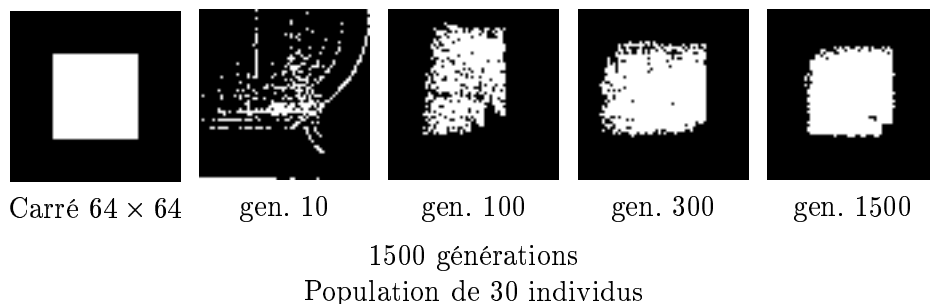 Carré 64 × 64 gen. 10 gen. 100 gen. 300 gen. 1500
1500 générations
Population de 30 individus